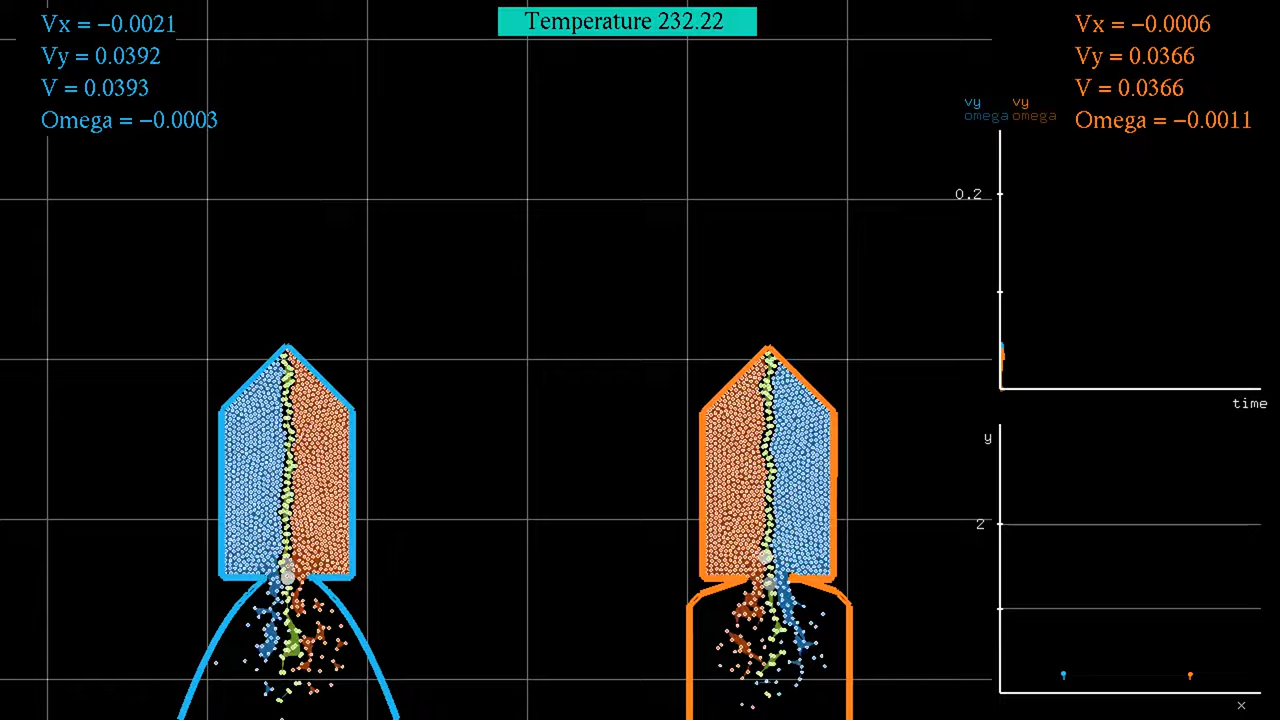 Vx = −0.0021
Vy = 0.0392
V = 0.0393
Omega = −0.0003
Temperature 232.22
Vx = −0.0006
Vy = 0.0366
V = 0.0366
Omega = −0.0011
vy vy
omega omega
0.2
time
y
2
x